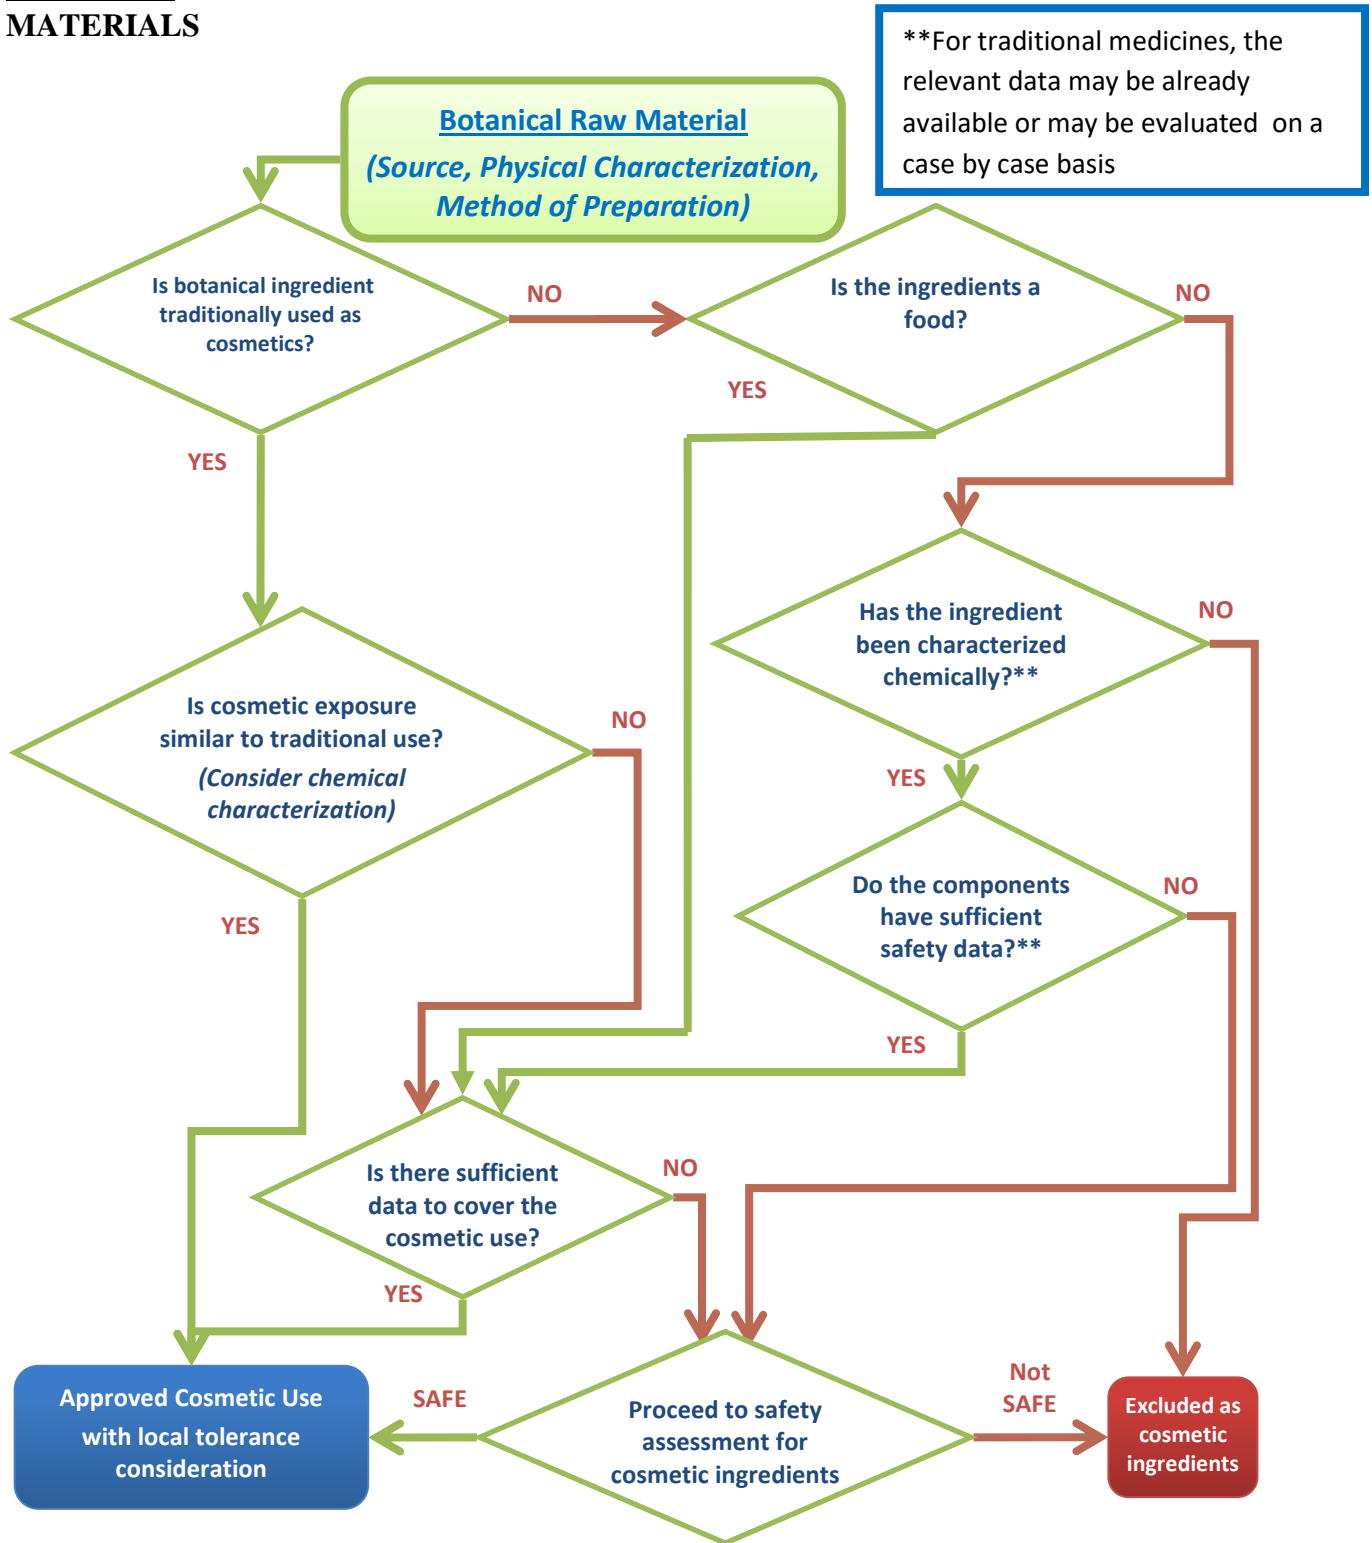 MATERIALS
**For traditional medicines, the
relevant data may be already
available or may be evaluated on a
case by case basis
Botanical Raw Material
(Source, Physical Characterization,
Method of Preparation)
Is botanical ingredient
traditionally used as
cosmetics?
NO
Is the ingredients a
food?
NO
YES
YES
Has the ingredient
been characterized
chemically?**
NO
Is cosmetic exposure
similar to traditional use?
(Consider chemical
characterization)
NO
YES
YES
Do the components
have sufficient
safety data?**
NO
YES
Is there sufficient
data to cover the
cosmetic use?
NO
YES
Approved Cosmetic Use
with local tolerance
consideration
SAFE
Proceed to safety
assessment for
cosmetic ingredients
Not
SAFE
Excluded as
cosmetic
ingredients